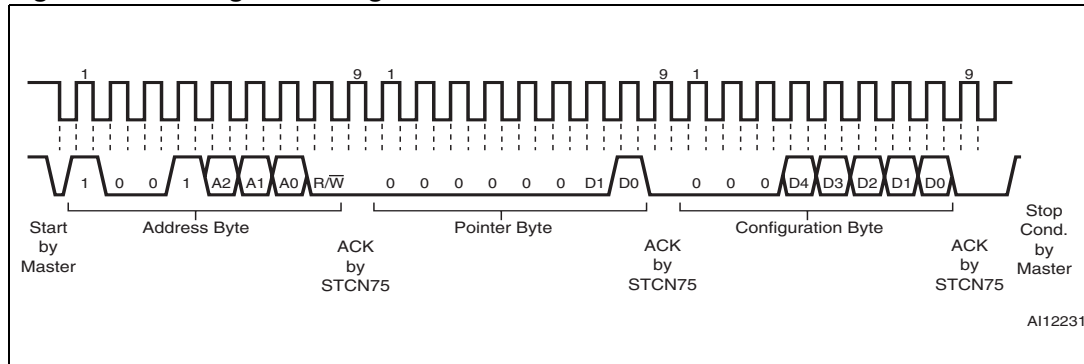 1 9 1 9 1 9
1 0 0 1 A2 A1 A0 R/W̅ 0 0 0 0 0 0 D1 D0 0 0 0 D4 D3 D2 D1 D0
Start
by
Master
Address Byte
ACK
by
STCN75
Pointer Byte
ACK
by
STCN75
Configuration Byte
ACK
by
STCN75
Stop
Cond.
by
Master
AI12231